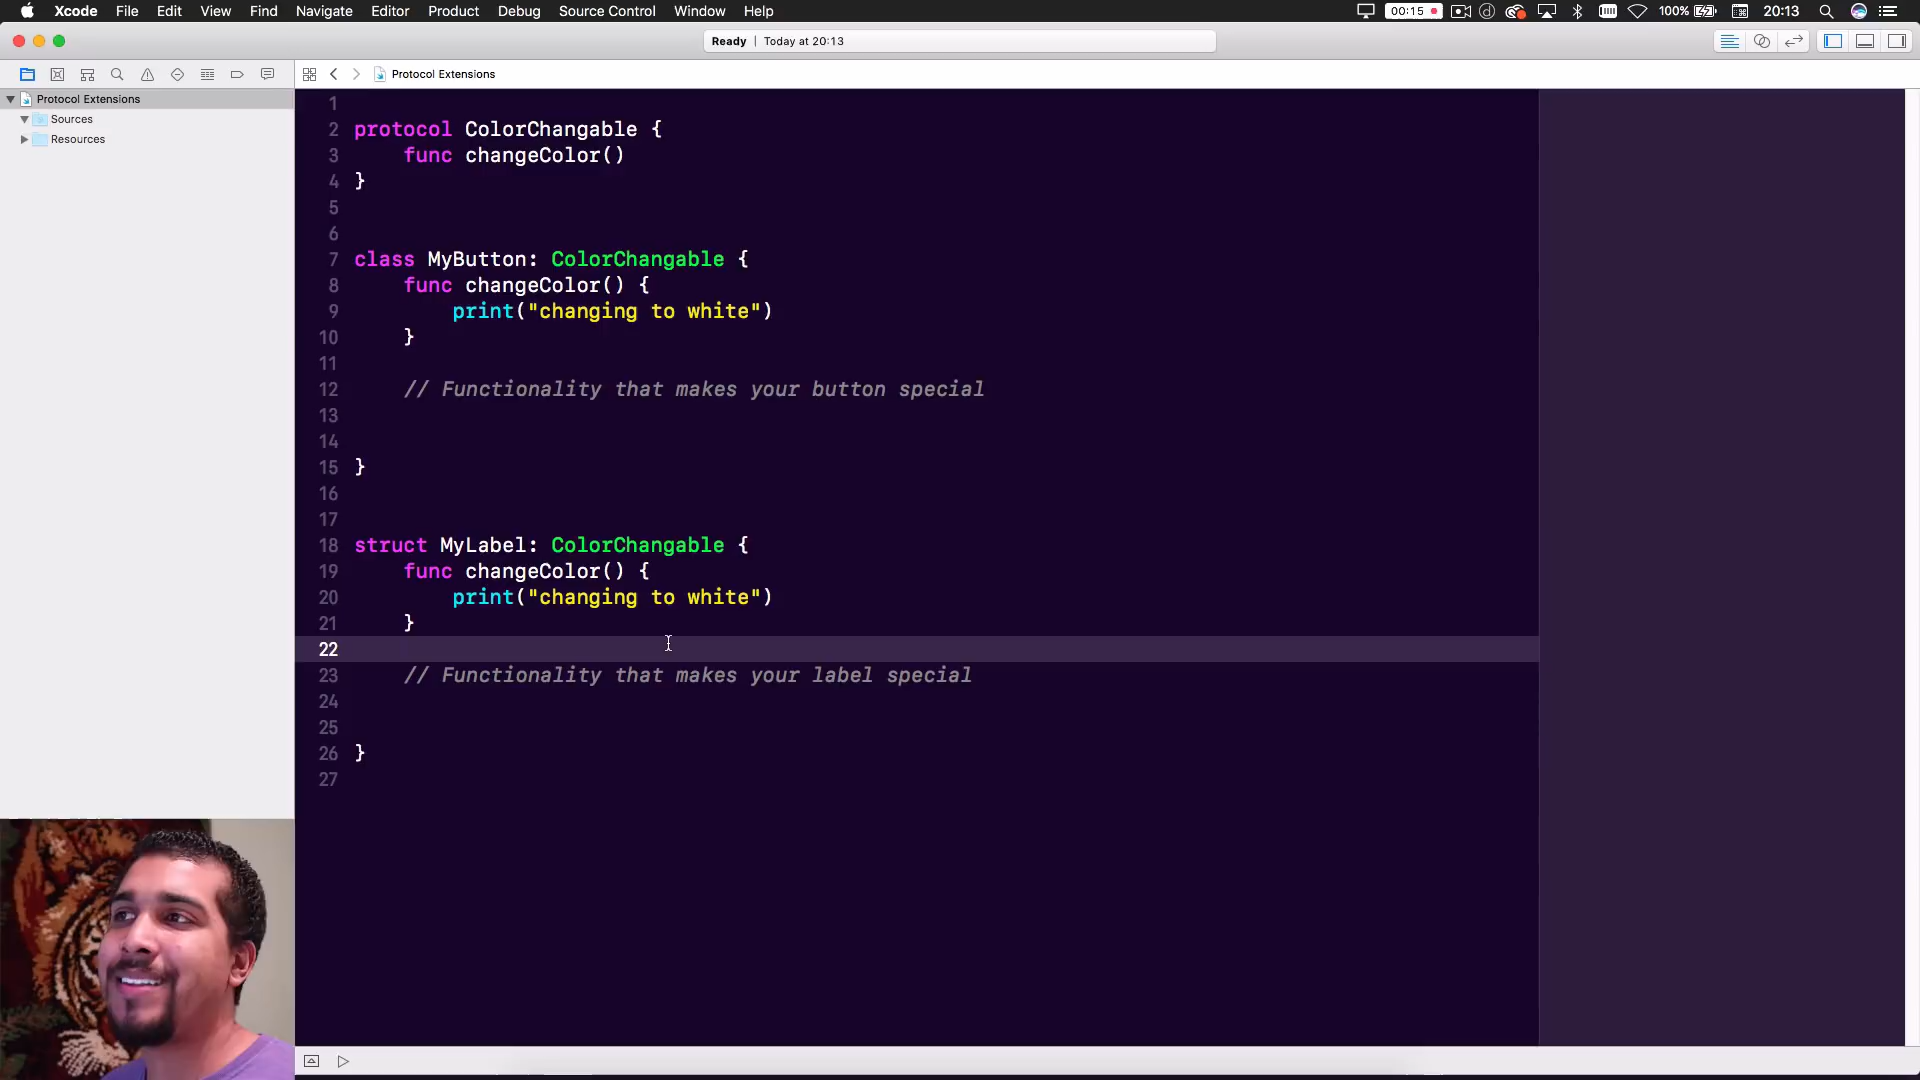 Xcode File Edit View Find Navigate Editor Product Debug Source Control Window Help 00:15 100% 20:13
Ready | Today at 20:13
Protocol Extensions
Protocol Extensions
Sources
Resources
1
2 protocol ColorChangable {
3 func changeColor()
4 }
5
6
7 class MyButton: ColorChangable {
8 func changeColor() {
9 print("changing to white")
10 }
11
12 // Functionality that makes your button special
13
14
15 }
16
17
18 struct MyLabel: ColorChangable {
19 func changeColor() {
20 print("changing to white")
21 }
22
23 // Functionality that makes your label special
24
25
26 }
27